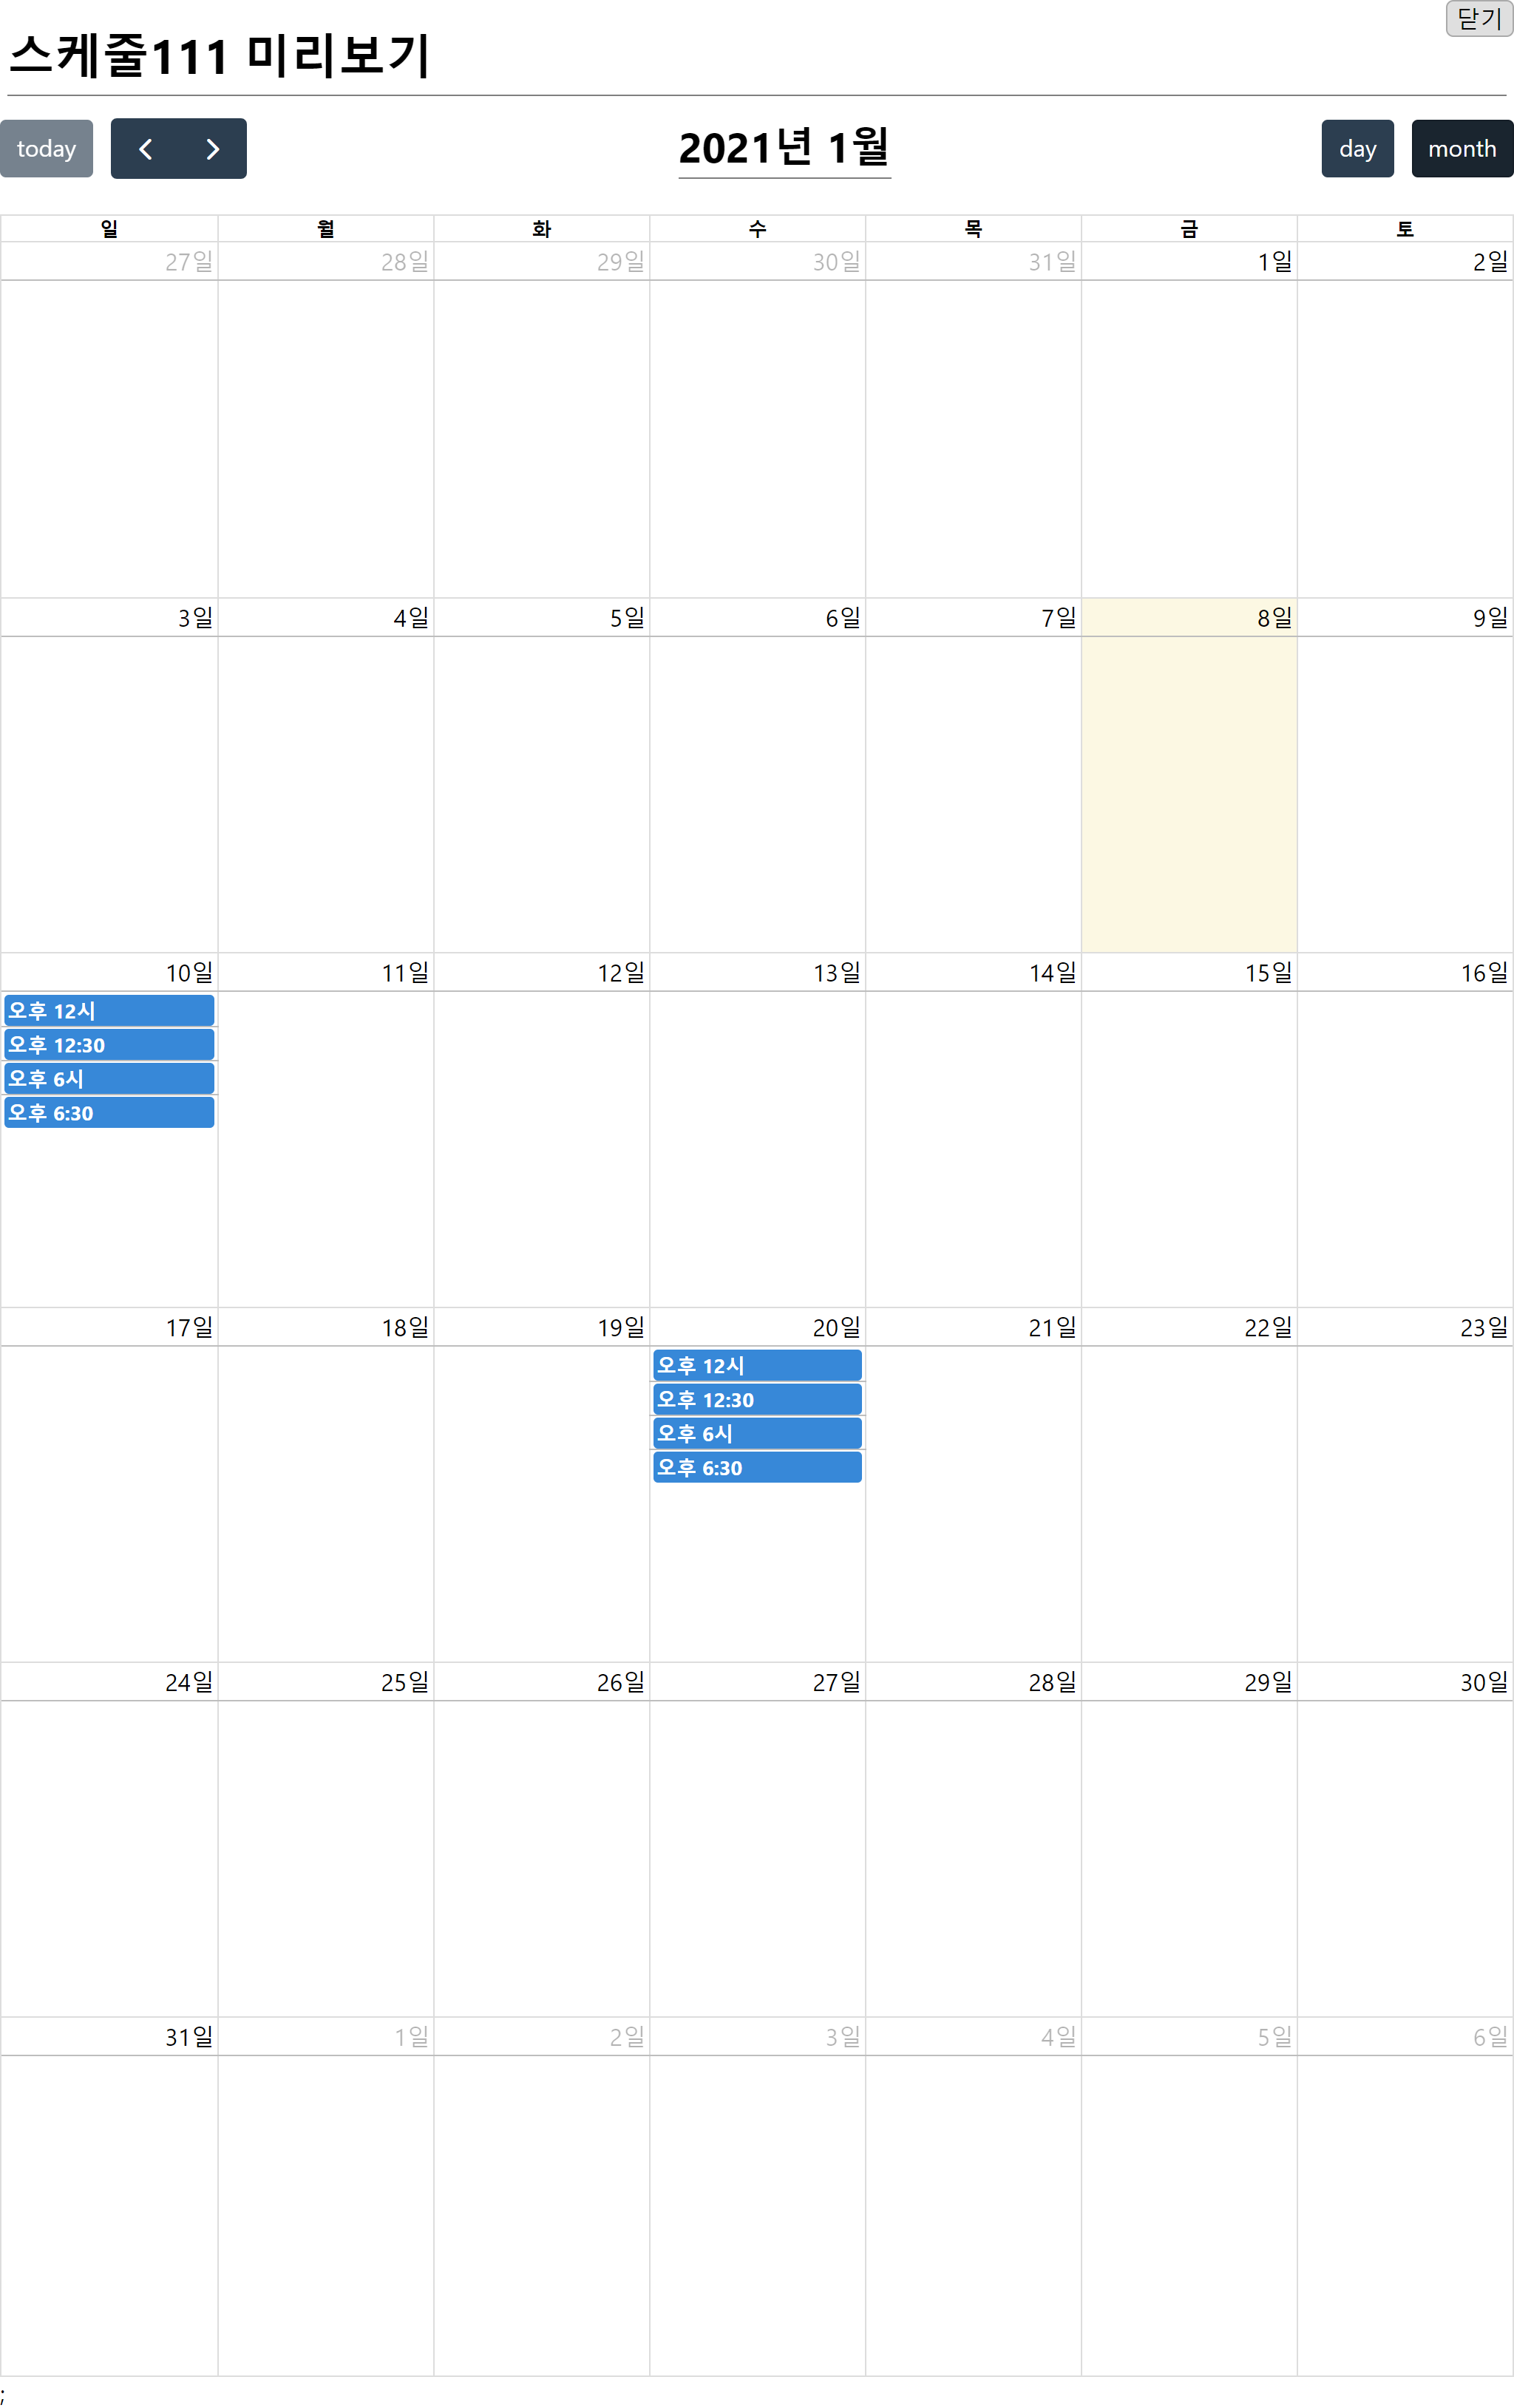 닫기
스케줄111 미리보기
today
2021년 1월
day month
일 월 화 수 목 금 토
27일 28일 29일 30일 31일 1일 2일
3일 4일 5일 6일 7일 8일 9일
10일 11일 12일 13일 14일 15일 16일
오후 12시
오후 12:30
오후 6시
오후 6:30
17일 18일 19일 20일 21일 22일 23일
오후 12시
오후 12:30
오후 6시
오후 6:30
24일 25일 26일 27일 28일 29일 30일
31일 1일 2일 3일 4일 5일 6일
;